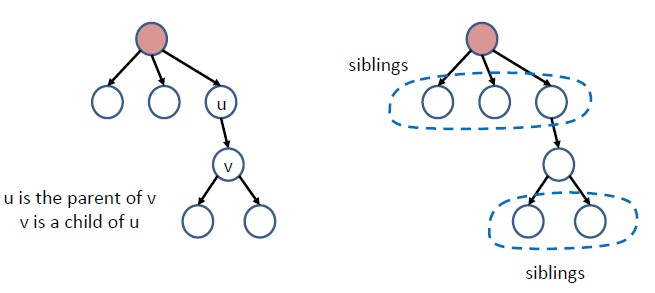 siblings
u
v
u is the parent of v
v is a child of u
siblings